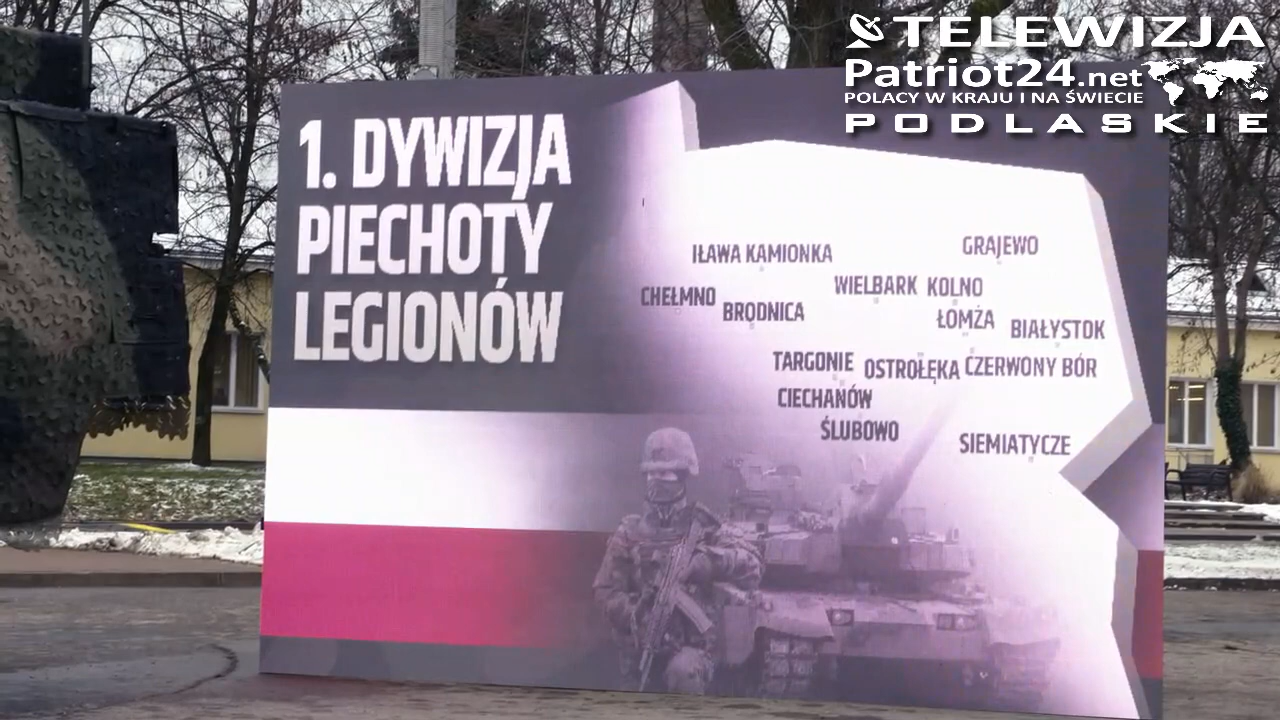 TELEWIZJA
Patriot24.net
POLACY W KRAJU I NA ŚWIECIE
PODLASKIE
1. DYWIZJA
PIECHOTY
LEGIONÓW
IŁAWA KAMIONKA
GRAJEWO
CHEŁMNO
BRODNICA
WIELBARK
KOLNO
ŁOMŻA
BIAŁYSTOK
TARGONIE
OSTROŁĘKA
CZERWONY BÓR
CIECHANÓW
ŚLUBOWO
SIEMIATYCZE